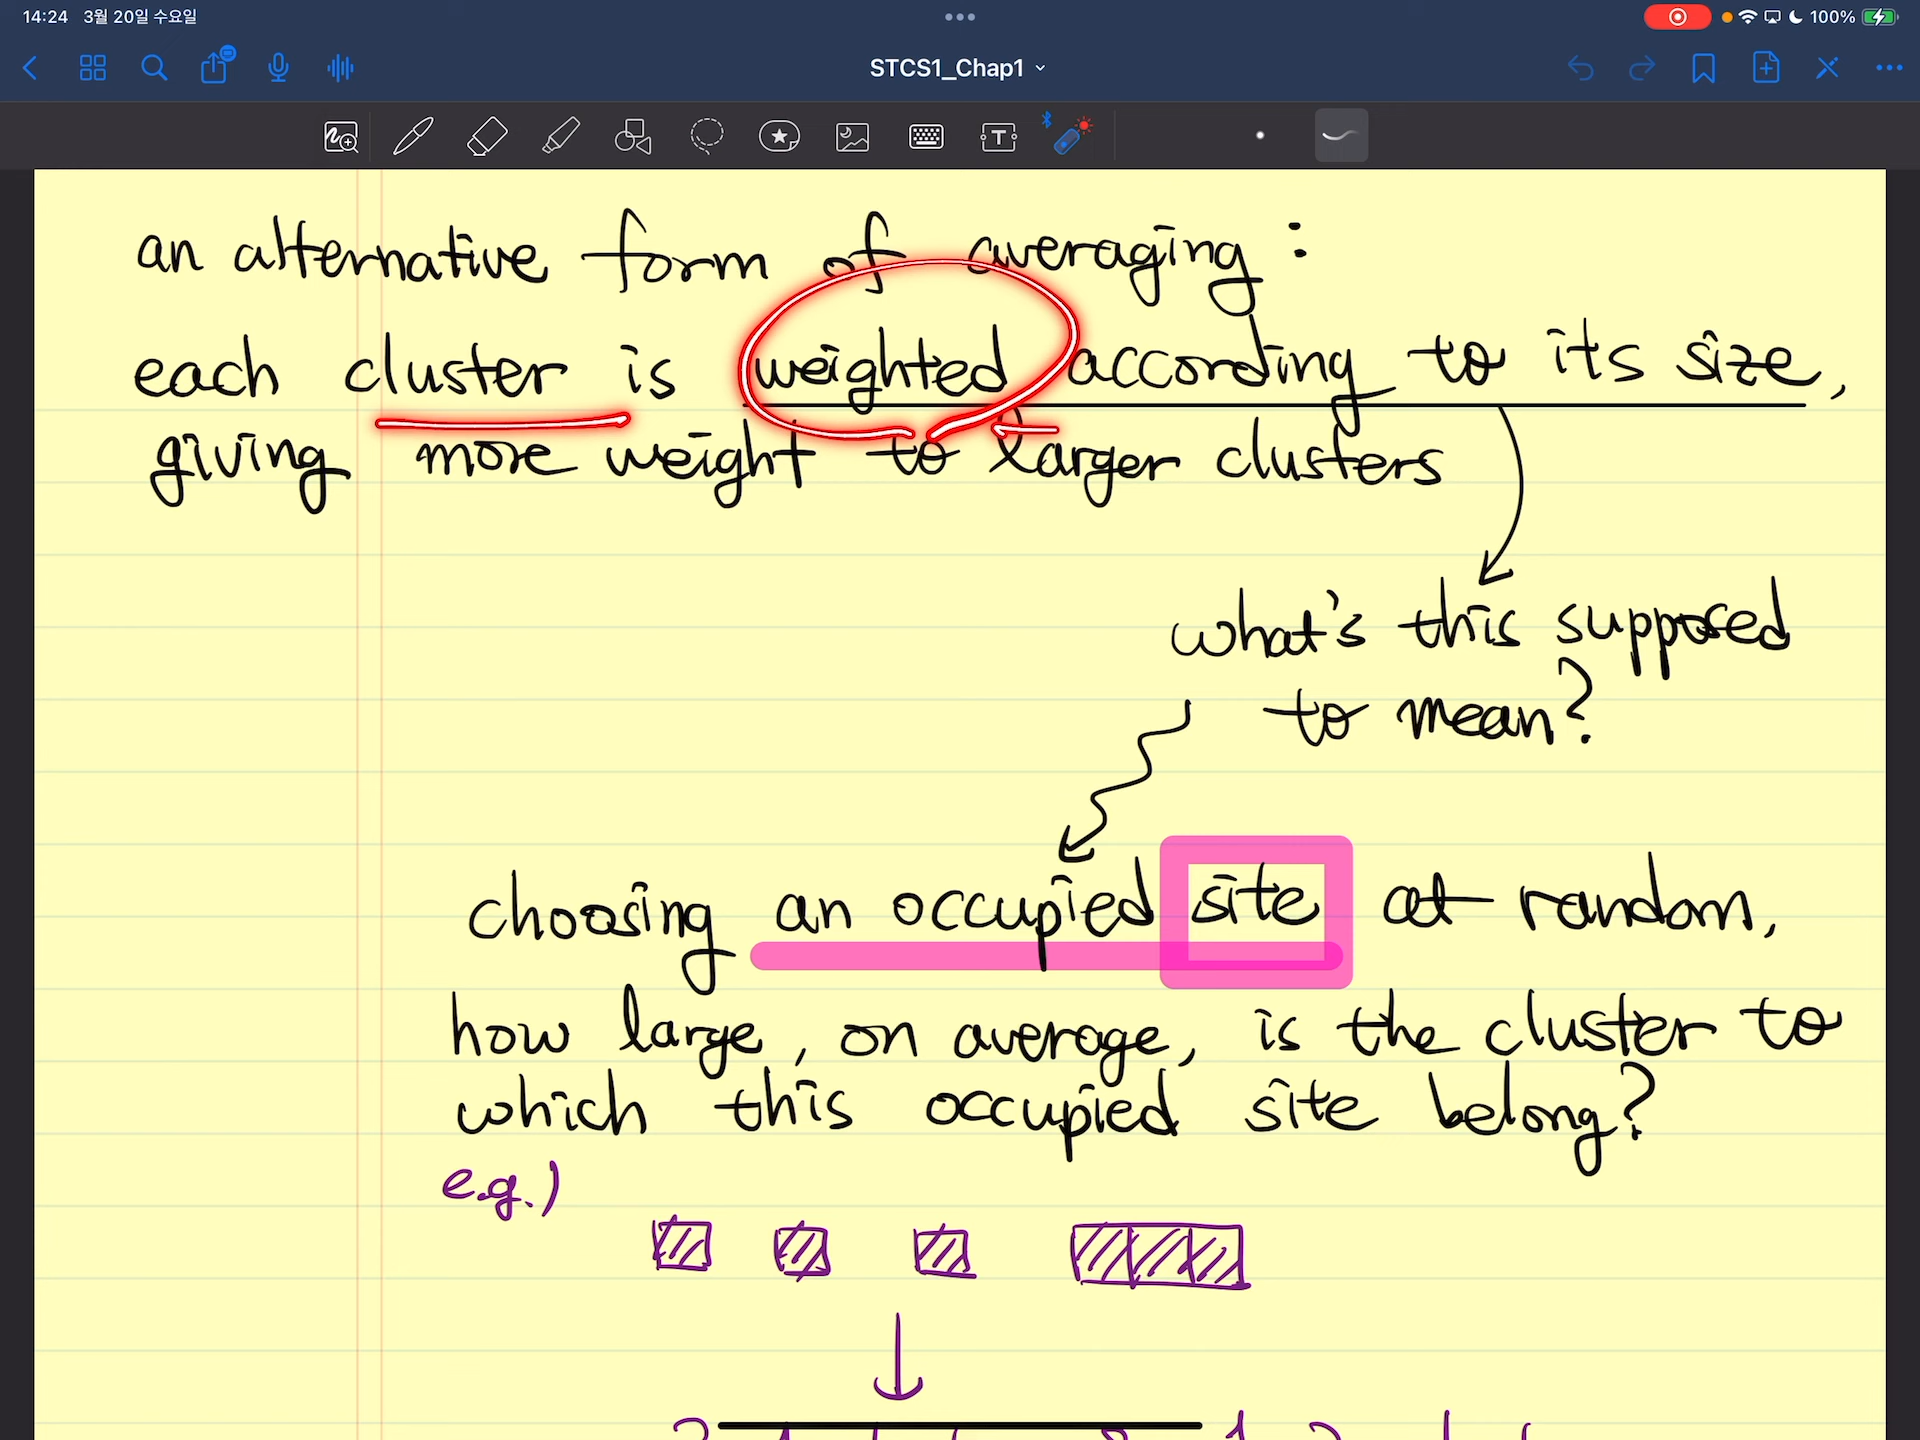 14:24 3월 20일 수요일
100%
STCS1_Chap1
T
an alternative form of averaging :
each cluster is weighted according to its size,
giving more weight to larger clusters
what's this supposed
to mean?
choosing an occupied site at random,
how large, on average, is the cluster to
which this occupied site belong?
e.g.)